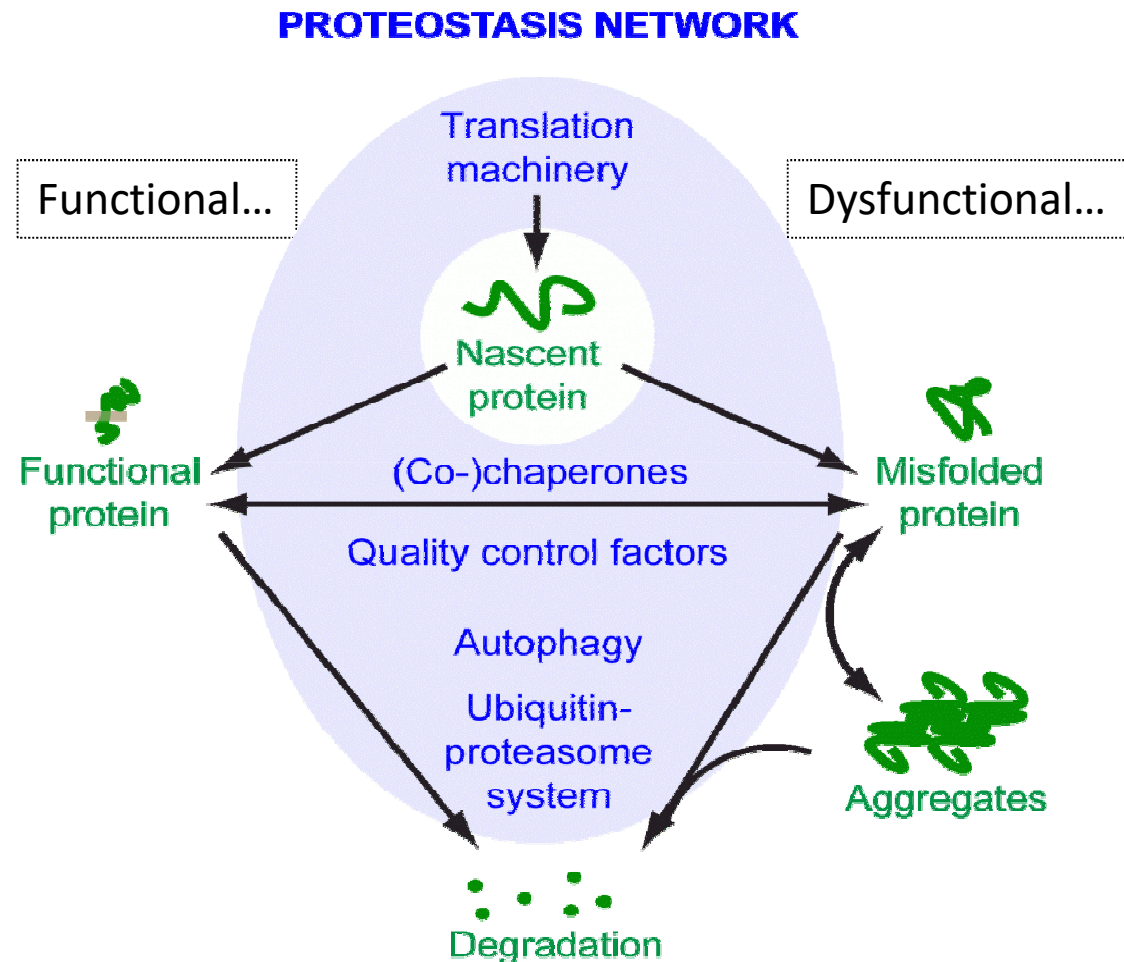 PROTEOSTASIS NETWORK
Translation
machinery
Functional...
Dysfunctional...
Nascent
protein
Functional
protein
(Co-)chaperones
Misfolded
protein
Quality control factors
Autophagy
Ubiquitin-
proteasome
system
Aggregates
Degradation